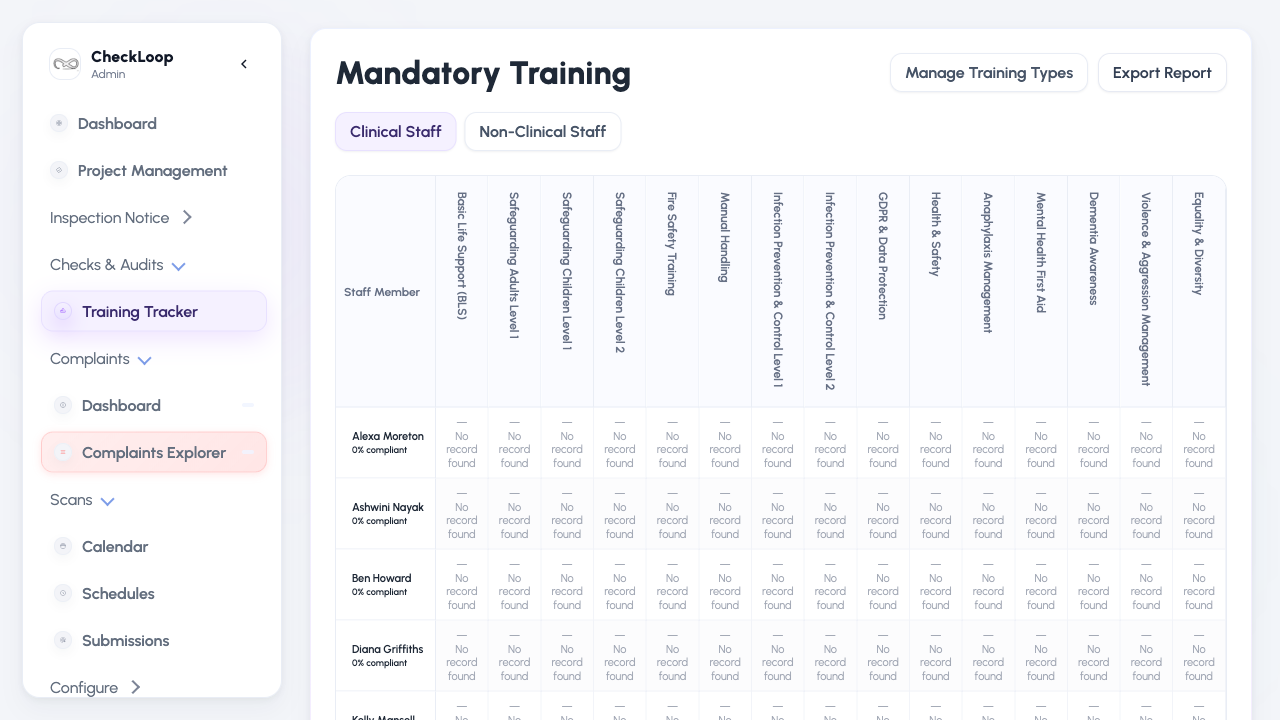 CheckLoop
Admin
Dashboard
Project Management
Inspection Notice
Checks & Audits
Training Tracker
Complaints
Dashboard
Complaints Explorer
Scans
Calendar
Schedules
Submissions
Configure
Mandatory Training
Manage Training Types
Export Report
Clinical Staff
Non-Clinical Staff
Staff Member
Basic Life Support (BLS)
Safeguarding Adults Level 1
Safeguarding Children Level 1
Safeguarding Children Level 2
Fire Safety Training
Manual Handling
Infection Prevention & Control Level 1
Infection Prevention & Control Level 2
GDPR & Data Protection
Health & Safety
Anaphylaxis Management
Mental Health First Aid
Dementia Awareness
Violence & Aggression Management
Equality & Diversity
— — — — — — — — — — — — — — —
Alexa Moreton No No No No No No No No No No No No No No No
0% compliant record record record record record record record record record record record record record record record
found found found found found found found found found found found found found found found
— — — — — — — — — — — — — — —
Ashwini Nayak No No No No No No No No No No No No No No No
0% compliant record record record record record record record record record record record record record record record
found found found found found found found found found found found found found found found
— — — — — — — — — — — — — — —
Ben Howard No No No No No No No No No No No No No No No
0% compliant record record record record record record record record record record record record record record record
found found found found found found found found found found found found found found found
— — — — — — — — — — — — — — —
Diana Griffiths No No No No No No No No No No No No No No No
0% compliant record record record record record record record record record record record record record record record
found found found found found found found found found found found found found found found
— — — — — — — — — — — — — — —
Kelly Mansell No No No No No No No No No No No No No No No